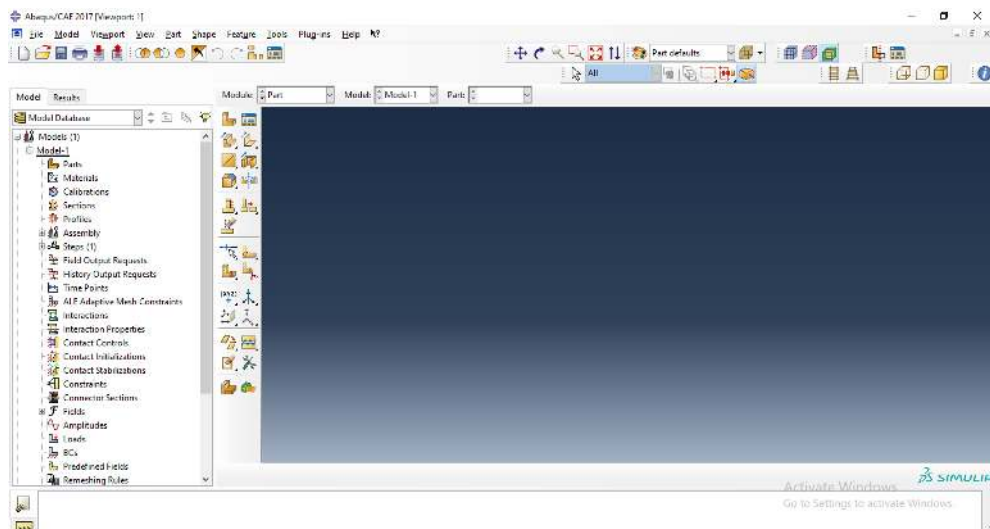 Abaqus/CAE 2017 [Viewport: 1]
File Model Viewport View Part Shape Feature Tools Plug-ins Help
Part defaults
All
Model Results
Module: Part Model: Model-1 Part:
Model Database
Models (1)
Model-1
Parts
Materials
Calibrations
Sections
Profiles
Assembly
Steps (1)
Field Output Requests
History Output Requests
Time Points
ALE Adaptive Mesh Constraints
Interactions
Interaction Properties
Contact Controls
Contact Initializations
Contact Stabilizations
Constraints
Connector Sections
Fields
Amplitudes
Loads
BCs
Predefined Fields
Remeshing Rules
SIMULIA
Activate Windows
Go to Settings to activate Windows.